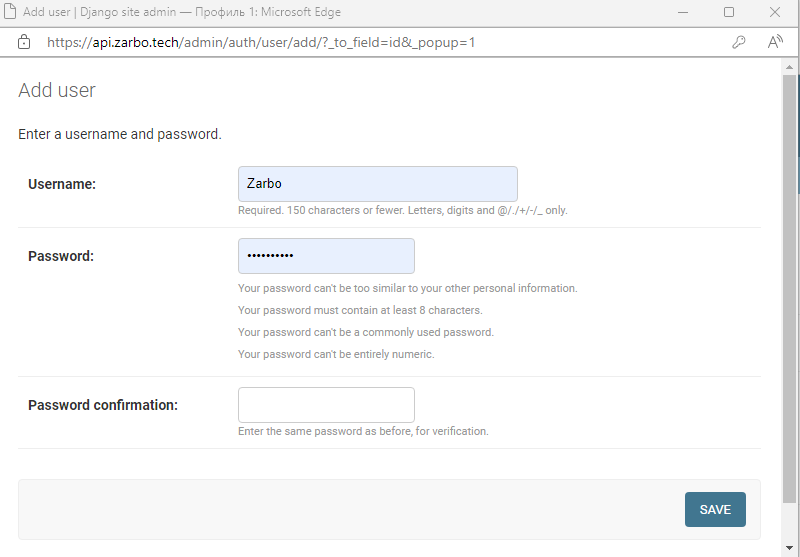 Add user | Django site admin — Профиль 1: Microsoft Edge
https://api.zarbo.tech/admin/auth/user/add/?_to_field=id&_popup=1
Add user
Enter a username and password.
Username:
Zarbo
Required. 150 characters or fewer. Letters, digits and @/./+/-/_ only.
Password:
••••••••••
Your password can't be too similar to your other personal information.
Your password must contain at least 8 characters.
Your password can't be a commonly used password.
Your password can't be entirely numeric.
Password confirmation:
Enter the same password as before, for verification.
SAVE